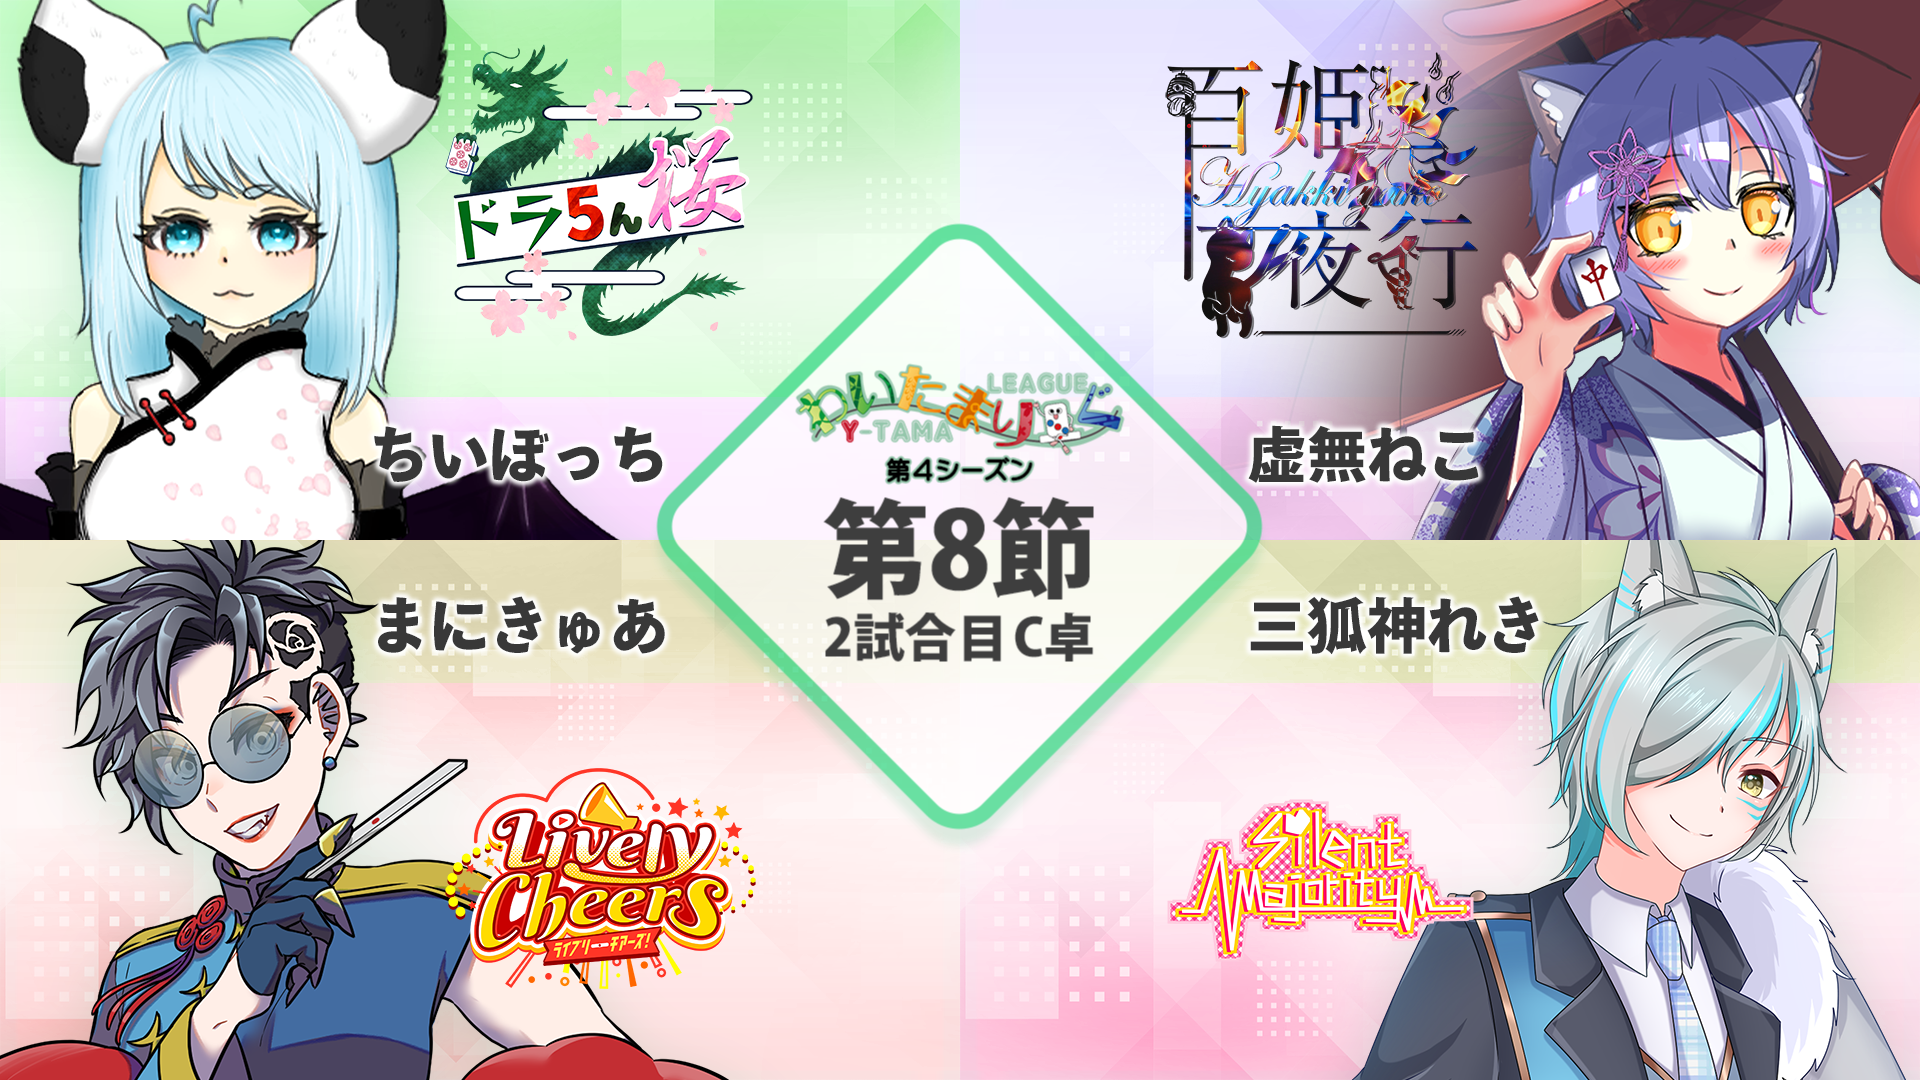 ドラ5ん桜
ちいぼっち
百姫
Hyakkiyako
夜行
中
虚無ねこ
わいたまりーぐ
LEAGUE
Y-TAMA
第4シーズン
第8節
2試合目 C卓
まにきゅあ
Lively
Cheers
ライブリーチアーズ!
三狐神れき
Silent
Majority